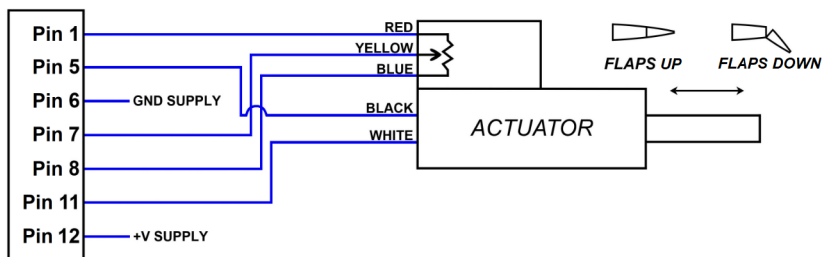 Pin 1
Pin 5
Pin 6
Pin 7
Pin 8
Pin 11
Pin 12
GND SUPPLY
+V SUPPLY
RED
YELLOW
BLUE
BLACK
WHITE
ACTUATOR
FLAPS UP
FLAPS DOWN